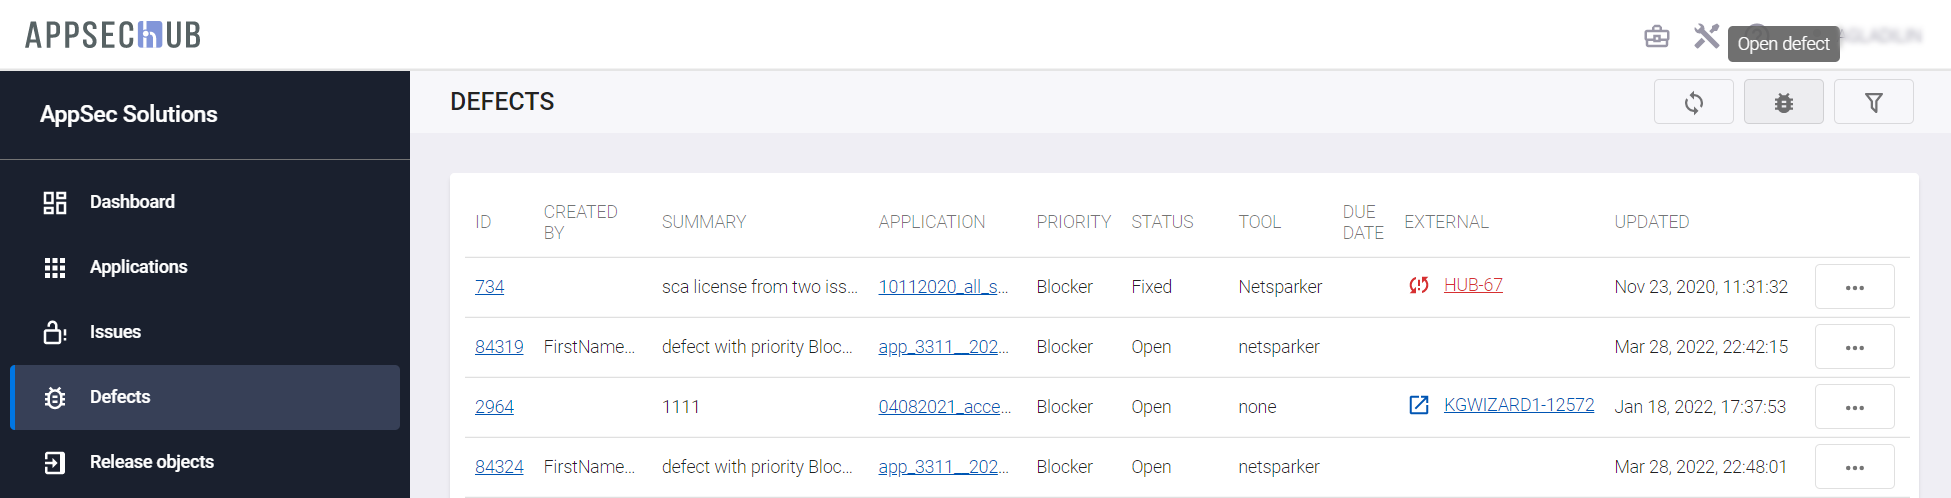 APPSECHUB
Open defect
AppSec Solutions
DEFECTS
Dashboard
Applications
Issues
Defects
Release objects
ID CREATED BY SUMMARY APPLICATION PRIORITY STATUS TOOL DUE DATE EXTERNAL UPDATED
734 sca license from two iss... 10112020_all_s... Blocker Fixed Netsparker HUB-67 Nov 23, 2020, 11:31:32
84319 FirstName... defect with priority Bloc... app_3311__202... Blocker Open netsparker Mar 28, 2022, 22:42:15
2964 1111 04082021_acce... Blocker Open none KGWIZARD1-12572 Jan 18, 2022, 17:37:53
84324 FirstName... defect with priority Bloc... app_3311__202... Blocker Open netsparker Mar 28, 2022, 22:48:01